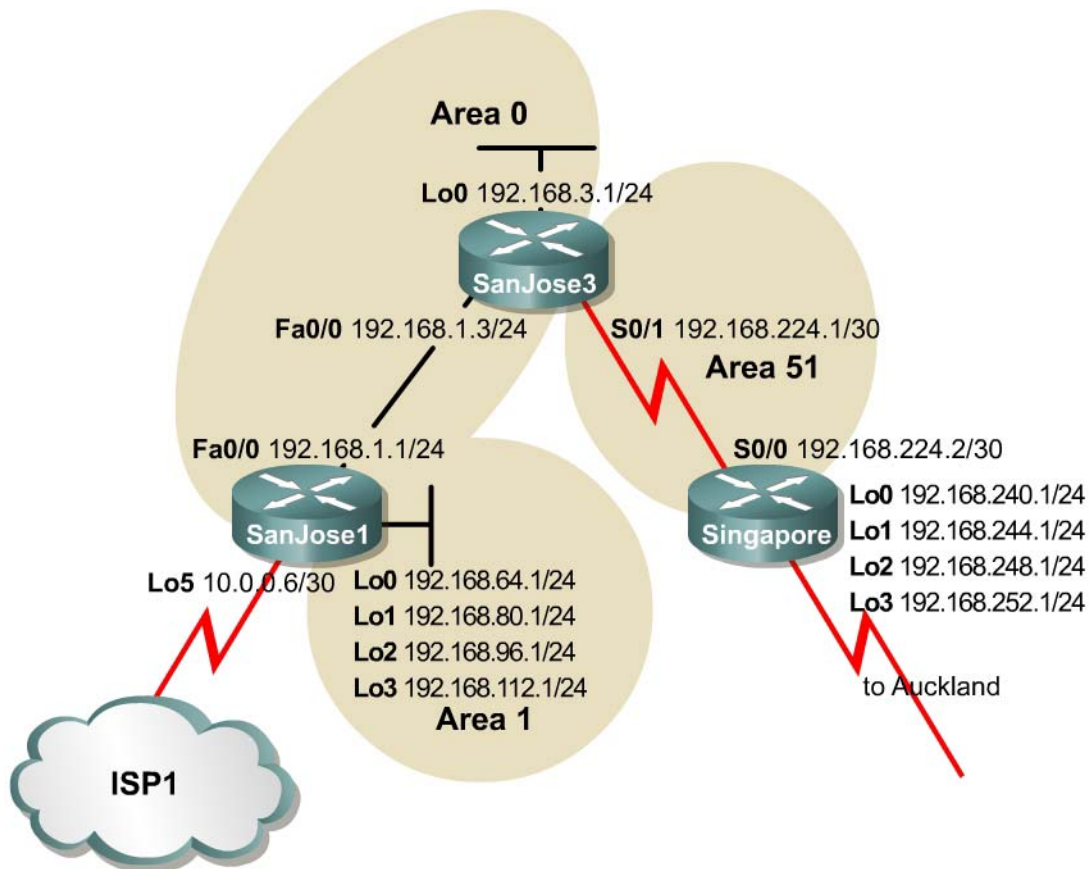 Area 0
Lo0 192.168.3.1/24
SanJose3
Fa0/0 192.168.1.3/24
S0/1 192.168.224.1/30
Area 51
Fa0/0 192.168.1.1/24
S0/0 192.168.224.2/30
SanJose1
Singapore
Lo0 192.168.240.1/24
Lo1 192.168.244.1/24
Lo2 192.168.248.1/24
Lo3 192.168.252.1/24
Lo5 10.0.0.6/30
Lo0 192.168.64.1/24
Lo1 192.168.80.1/24
Lo2 192.168.96.1/24
Lo3 192.168.112.1/24
Area 1
to Auckland
ISP1